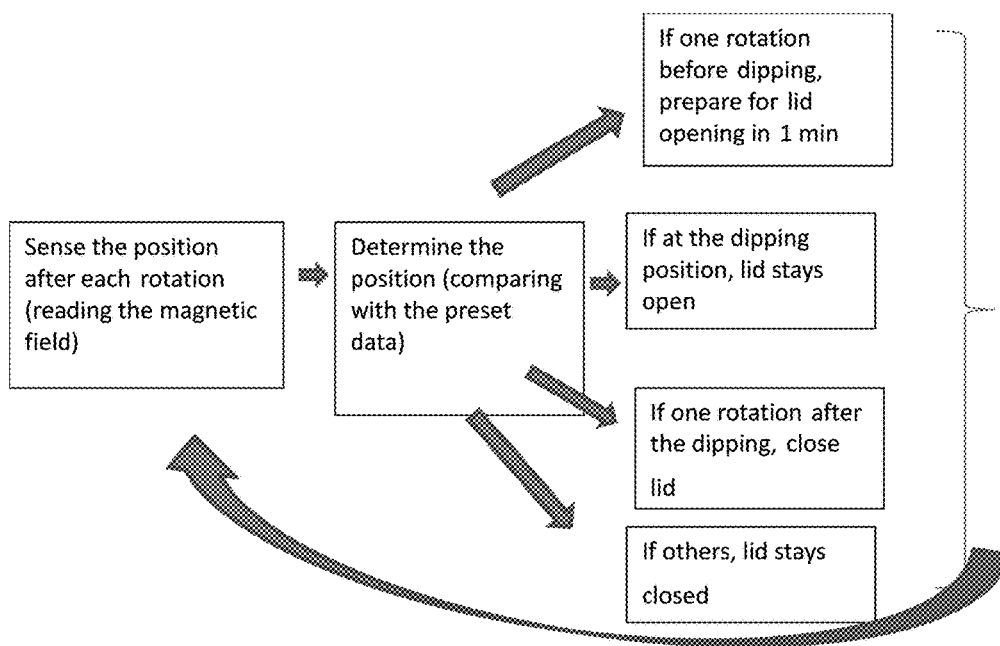 Sense the position
after each rotation
(reading the magnetic
field)
Determine the
position (comparing
with the preset
data)
If one rotation
before dipping,
prepare for lid
opening in 1 min
If at the dipping
position, lid stays
open
If one rotation after
the dipping, close
lid
If others, lid stays
closed